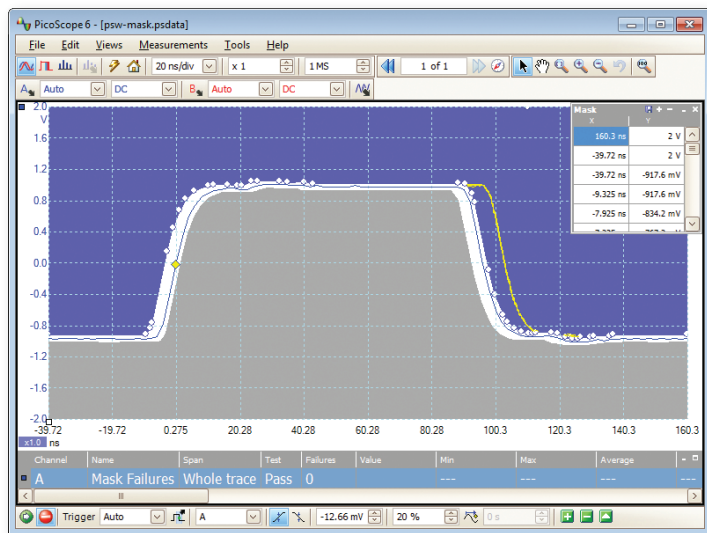 PicoScope 6 - [psw-mask.psdata]
File Edit Views Measurements Tools Help
20 ns/div x 1 1 MS 1 of 1
A Auto DC B Auto DC
Mask
X Y
160.3 ns 2 V
-39.72 ns 2 V
-39.72 ns -917.6 mV
-9.325 ns -917.6 mV
-7.925 ns -834.2 mV
2.0
V
1.6
1.2
0.8
0.4
0.0
-0.4
-0.8
-1.2
-1.6
-2.0
-39.72 -19.72 0.275 20.28 40.28 60.28 80.28 100.3 120.3 140.3 160.3
x1.0 ns
Channel Name Span Test Failures Value Min Max Average
A Mask Failures Whole trace Pass 0 --- --- ---
Trigger Auto A -12.66 mV 20 % 0 s